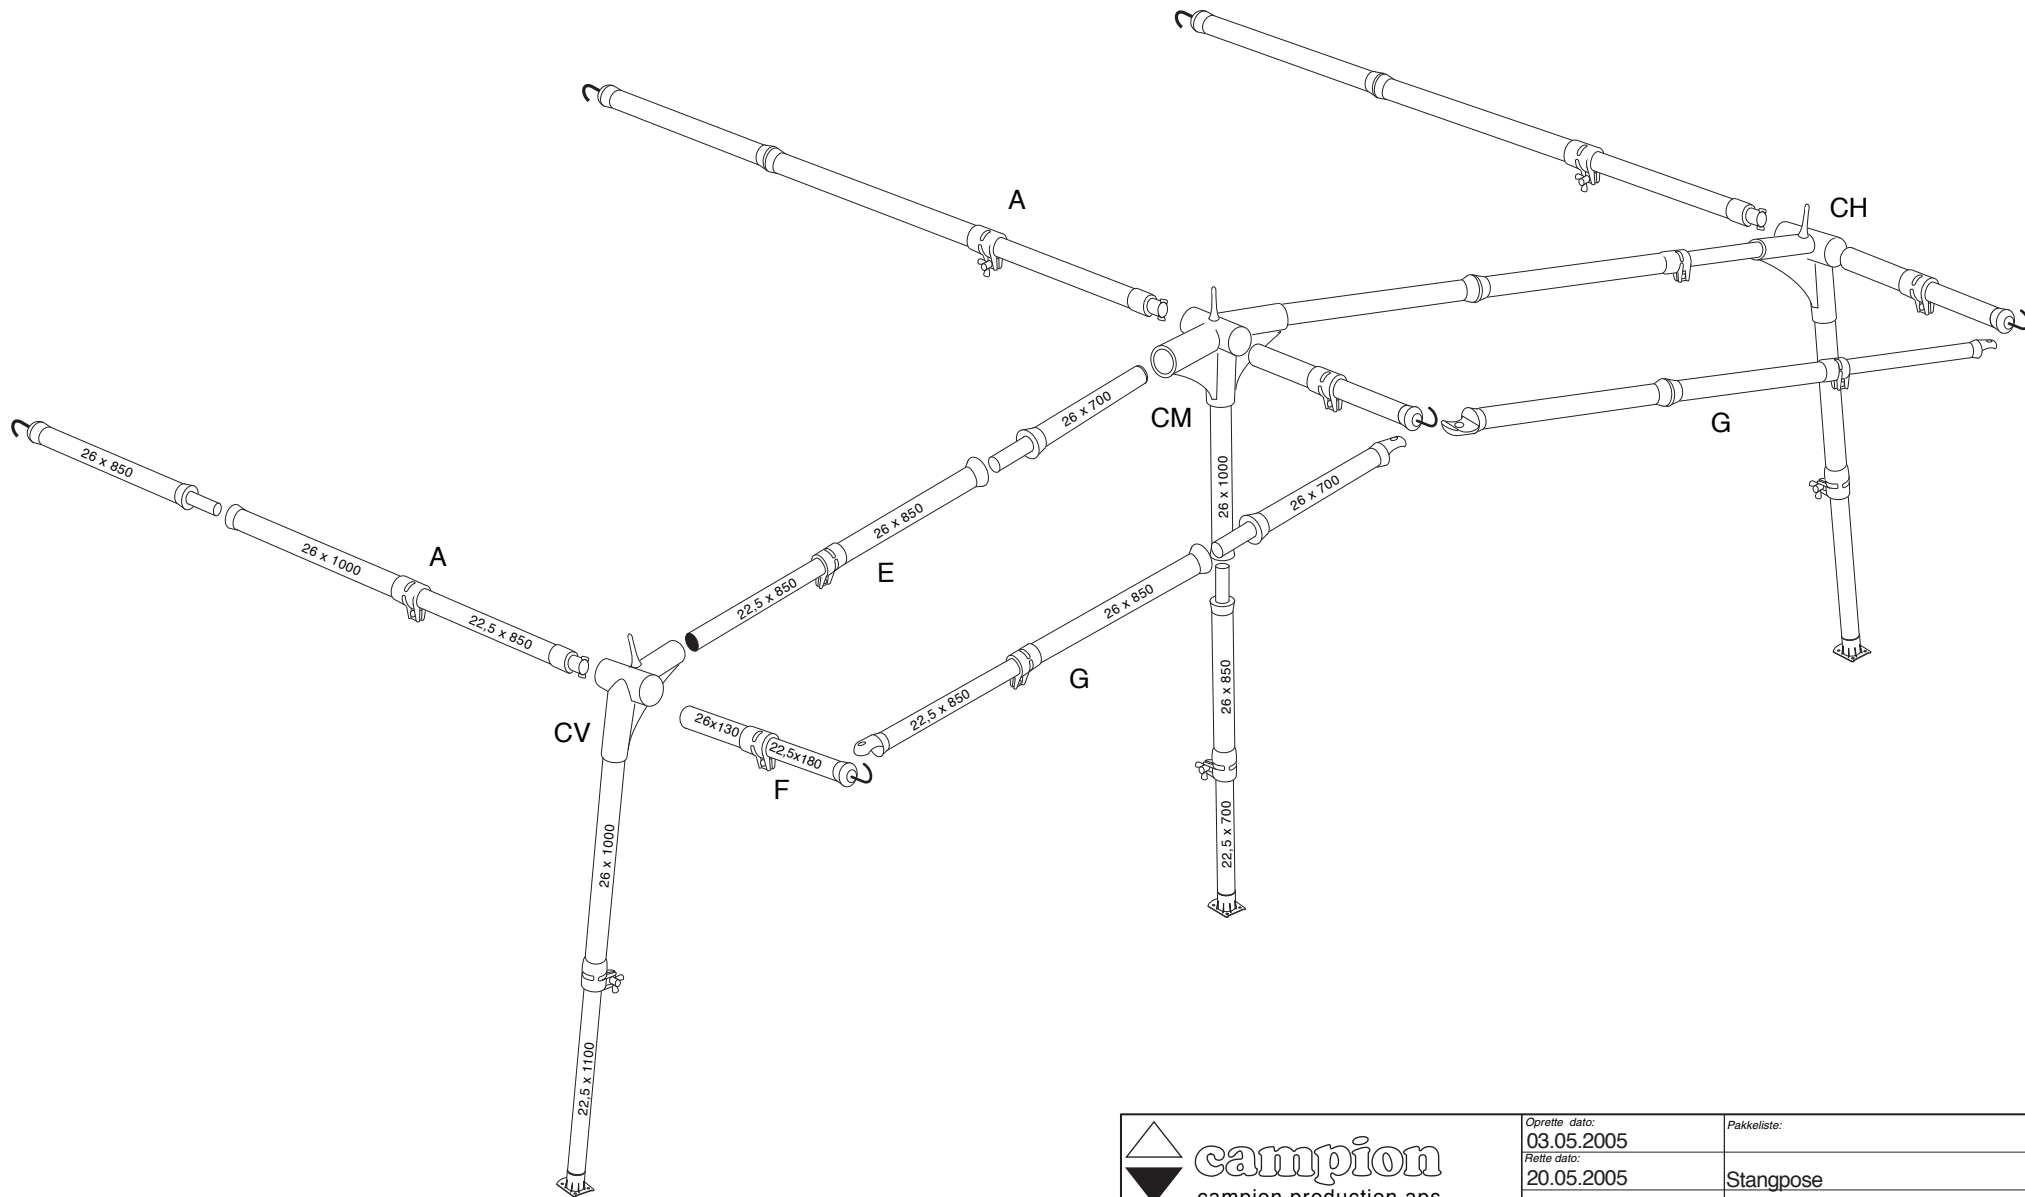 A
CH
CM
26 x 700
G
26 x 850
26 x 1000
26 x 700
26 x 850
26 x 1000
A
E
22,5 x 850
26 x 850
22,5 x 850
G
26 x 850
22,5 x 850
CV
26x130
22,5x180
F
22,5 x 700
26 x 1000
22,5 x 1100
campion
campion production aps
Oprette dato:
03.05.2005
Pakkeliste:
Rette dato:
20.05.2005
Stangpose